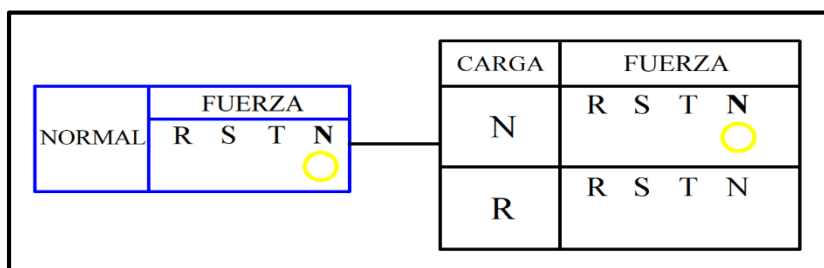 FUERZA
NORMAL R S T N
CARGA FUERZA
N R S T N
R R S T N